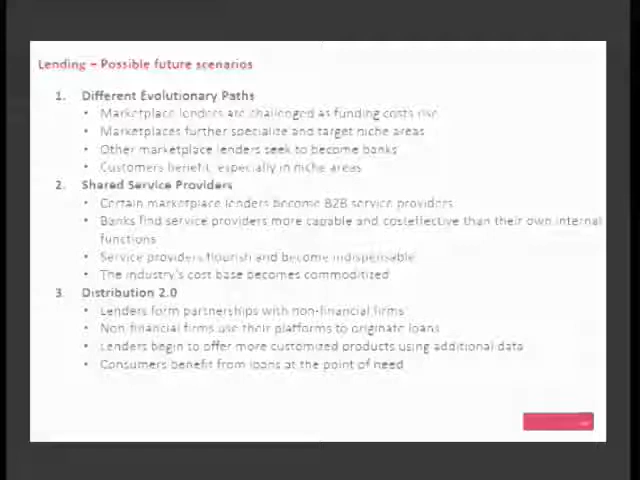 Lending – Possible future scenarios
1. Different Evolutionary Paths
• Marketplace lenders are challenged as funding costs rise
• Marketplaces further specialize and target niche areas
• Other marketplace lenders seek to become banks
• Customers benefit, especially in niche areas
2. Shared Service Providers
• Certain marketplace lenders become B2B service providers
• Banks find service providers more capable and costeffective than their own internal
functions
• Service providers flourish and become indispensable
• The industry's cost base becomes commoditized
3. Distribution 2.0
• Lenders form partnerships with non-financial firms
• Non financial firms use their platforms to originate loans
• Lenders begin to offer more customized products using additional data
• Consumers benefit from loans at the point of need